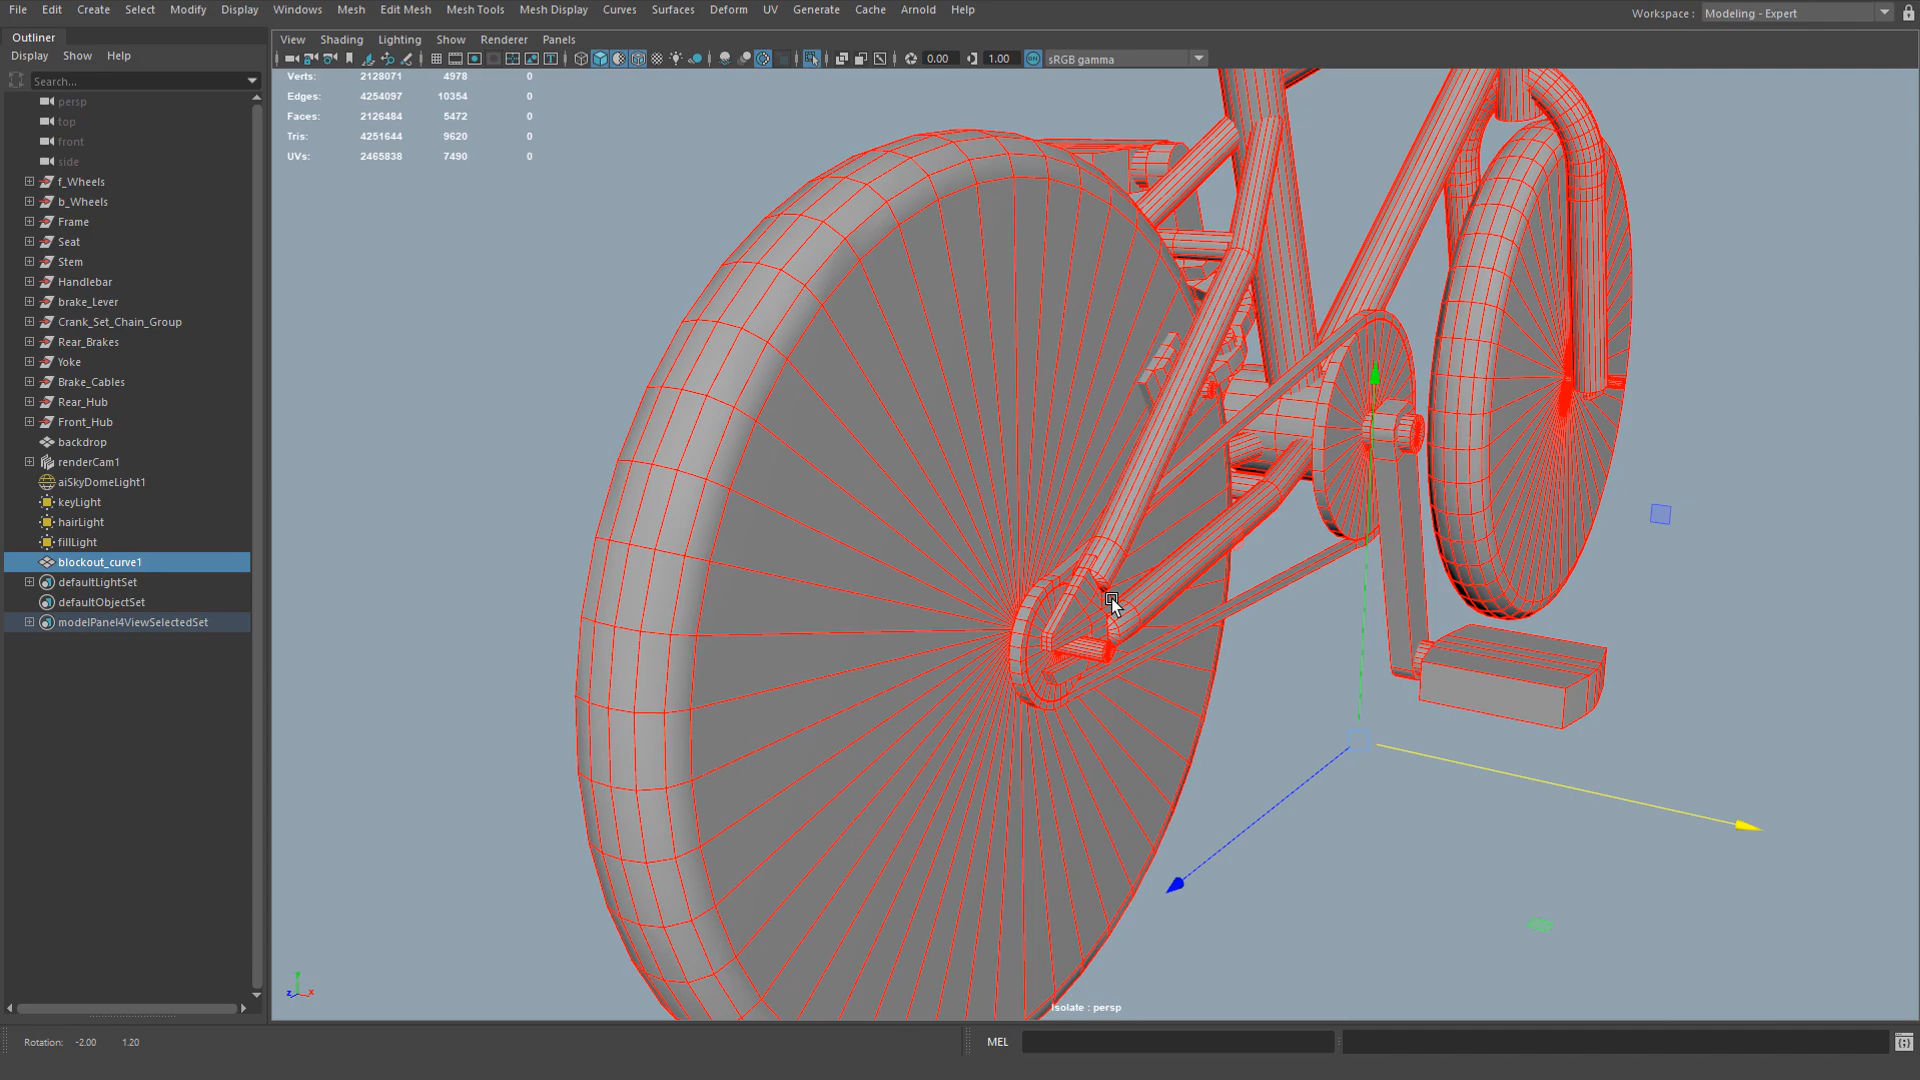 File Edit Create Select Modify Display Windows Mesh Edit Mesh Mesh Tools Mesh Display Curves Surfaces Deform UV Generate Cache Arnold Help
Workspace : Modeling - Expert
Outliner
Display Show Help
Search...
persp
top
front
side
f_Wheels
b_Wheels
Frame
Seat
Stem
Handlebar
brake_Lever
Crank_Set_Chain_Group
Rear_Brakes
Yoke
Brake_Cables
Rear_Hub
Front_Hub
backdrop
renderCam1
aiSkyDomeLight1
keyLight
hairLight
fillLight
blockout_curve1
defaultLightSet
defaultObjectSet
modelPanel4ViewSelectedSet
View Shading Lighting Show Renderer Panels
0.00 1.00 sRGB gamma
Verts: 2128071 4978 0
Edges: 4254097 10354 0
Faces: 2126484 5472 0
Tris: 4251644 9620 0
UVs: 2465838 7490 0
z x
Isolate : persp
Rotation: -2.00 1.20
MEL